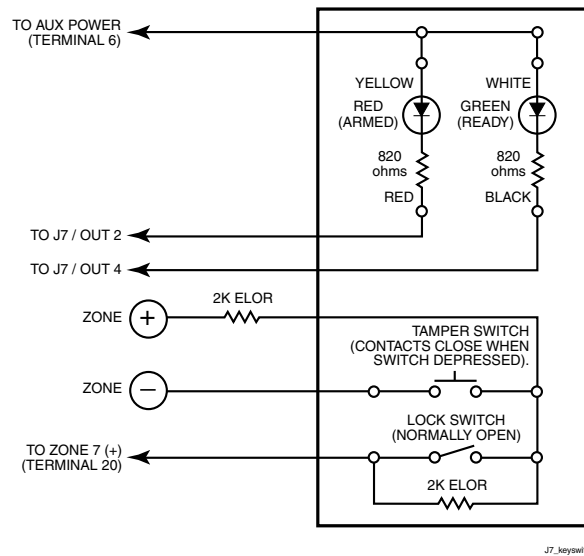 TO AUX POWER
(TERMINAL 6)
YELLOW
WHITE
RED
(ARMED)
GREEN
(READY)
820
ohms
820
ohms
RED
BLACK
TO J7 / OUT 2
TO J7 / OUT 4
2K ELOR
ZONE
+
TAMPER SWITCH
(CONTACTS CLOSE WHEN
SWITCH DEPRESSED).
ZONE
−
LOCK SWITCH
(NORMALLY OPEN)
TO ZONE 7 (+)
(TERMINAL 20)
2K ELOR